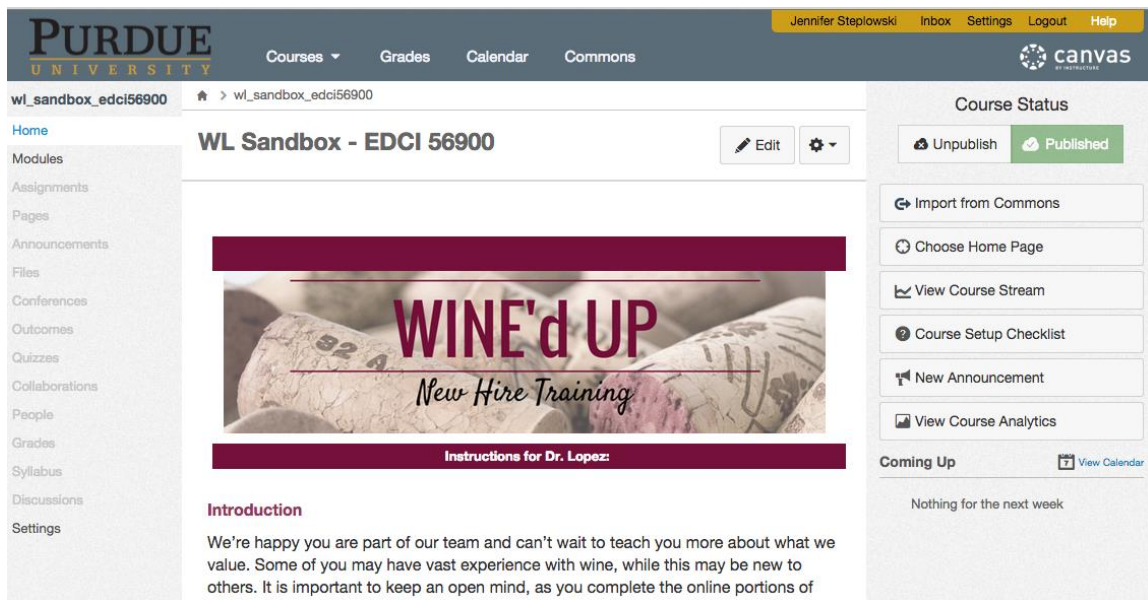 Jennifer Steplowski Inbox Settings Logout Help
PURDUE
UNIVERSITY
Courses Grades Calendar Commons
canvas
BY INSTRUCTURE
wl_sandbox_edci56900
Home
Modules
Assignments
Pages
Announcements
Files
Conferences
Outcomes
Quizzes
Collaborations
People
Grades
Syllabus
Discussions
Settings
> wl_sandbox_edci56900
WL Sandbox - EDCI 56900
Edit
92 A
WINE'd UP
New Hire Training
Instructions for Dr. Lopez:
Introduction
We're happy you are part of our team and can't wait to teach you more about what we
value. Some of you may have vast experience with wine, while this may be new to
others. It is important to keep an open mind, as you complete the online portions of
Course Status
Unpublish Published
Import from Commons
Choose Home Page
View Course Stream
Course Setup Checklist
New Announcement
View Course Analytics
Coming Up 7 View Calendar
Nothing for the next week